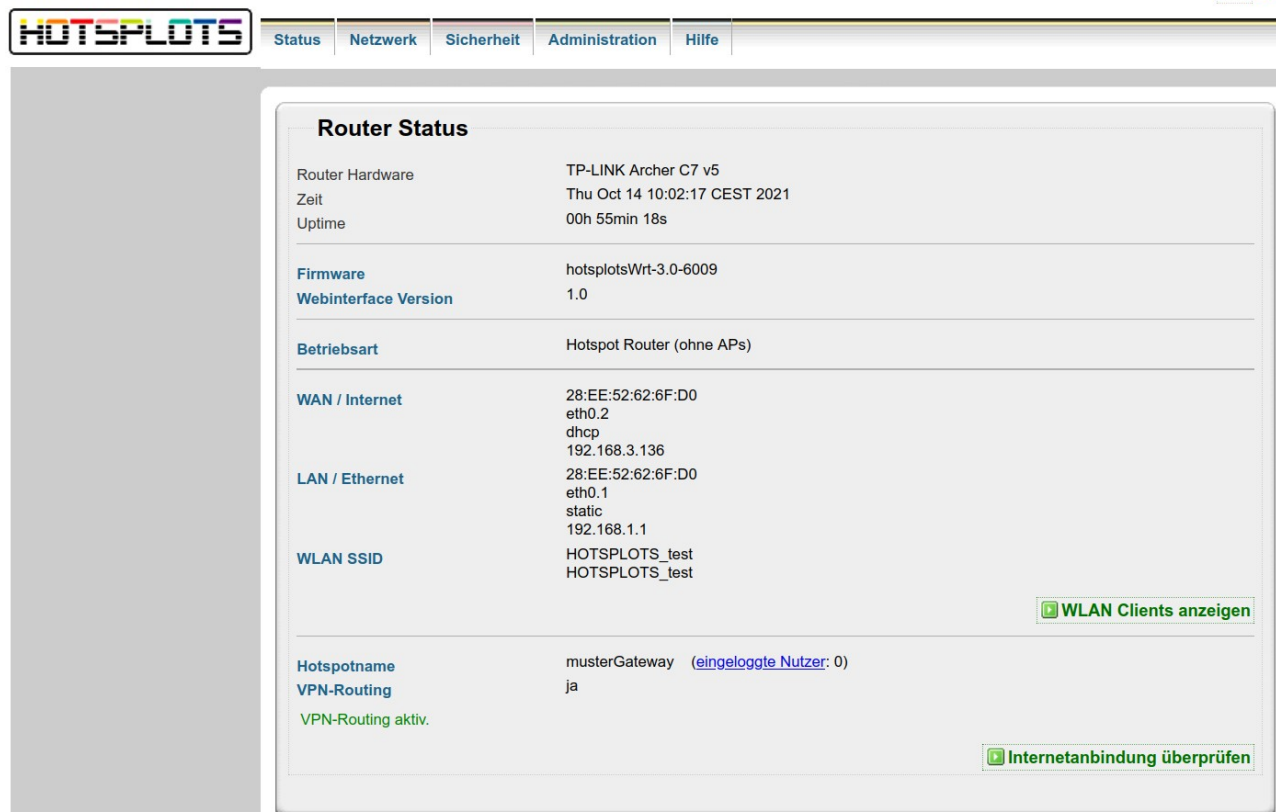 HOTSPLOTS
Status Netzwerk Sicherheit Administration Hilfe
Router Status
Router Hardware TP-LINK Archer C7 v5
Zeit Thu Oct 14 10:02:17 CEST 2021
Uptime 00h 55min 18s
Firmware hotsplotsWrt-3.0-6009
Webinterface Version 1.0
Betriebsart Hotspot Router (ohne APs)
WAN / Internet 28:EE:52:62:6F:D0
eth0.2
dhcp
192.168.3.136
LAN / Ethernet 28:EE:52:62:6F:D0
eth0.1
static
192.168.1.1
WLAN SSID HOTSPLOTS_test
HOTSPLOTS_test
WLAN Clients anzeigen
Hotspotname musterGateway (eingeloggte Nutzer: 0)
VPN-Routing ja
VPN-Routing aktiv.
Internetanbindung überprüfen